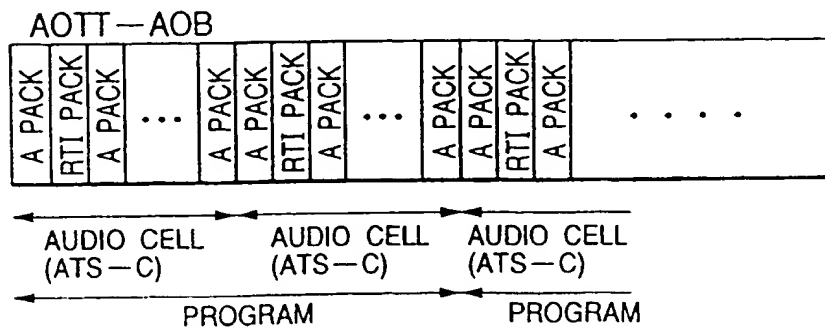 AOTT—AOB
A PACK
RTI PACK
A PACK
...
A PACK
A PACK
RTI PACK
A PACK
...
A PACK
A PACK
RTI PACK
A PACK
. . . .
AUDIO CELL
(ATS—C)
AUDIO CELL
(ATS—C)
AUDIO CELL
(ATS—C)
PROGRAM
PROGRAM